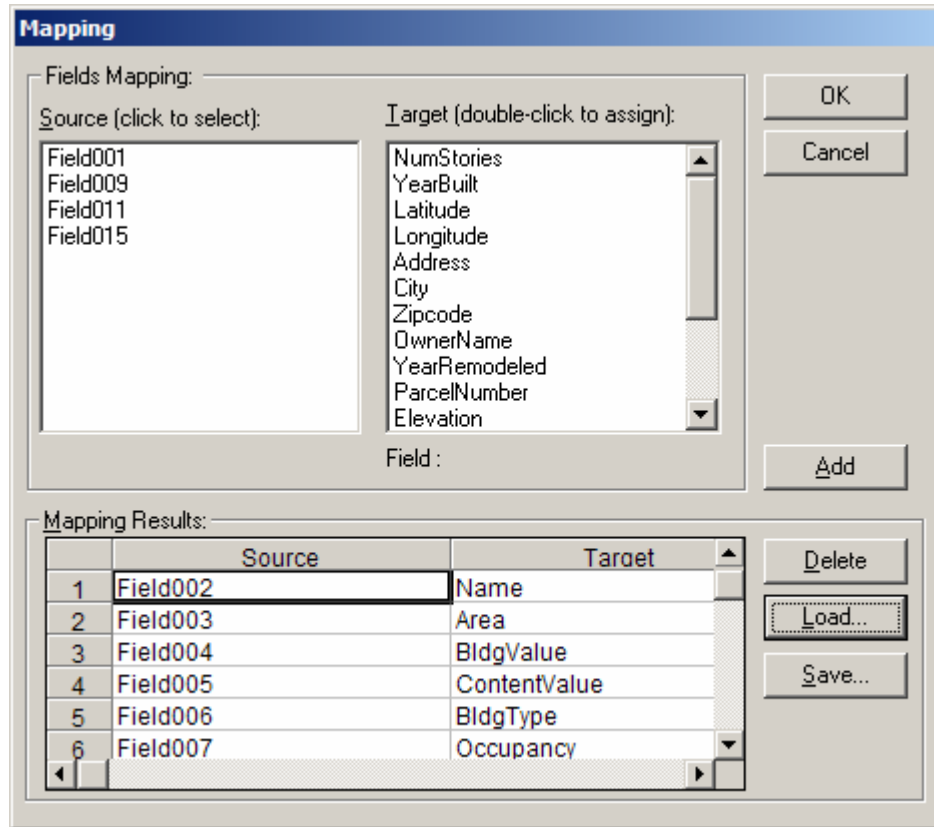 Mapping
Fields Mapping:
Source (click to select):
Field001
Field009
Field011
Field015
Target (double-click to assign):
NumStories
YearBuilt
Latitude
Longitude
Address
City
Zipcode
OwnerName
YearRemodeled
ParcelNumber
Elevation
Field :
OK
Cancel
Add
Mapping Results:
Source Target
1 Field002 Name
2 Field003 Area
3 Field004 BldgValue
4 Field005 ContentValue
5 Field006 BldgType
6 Field007 Occupancy
Delete
Load...
Save...